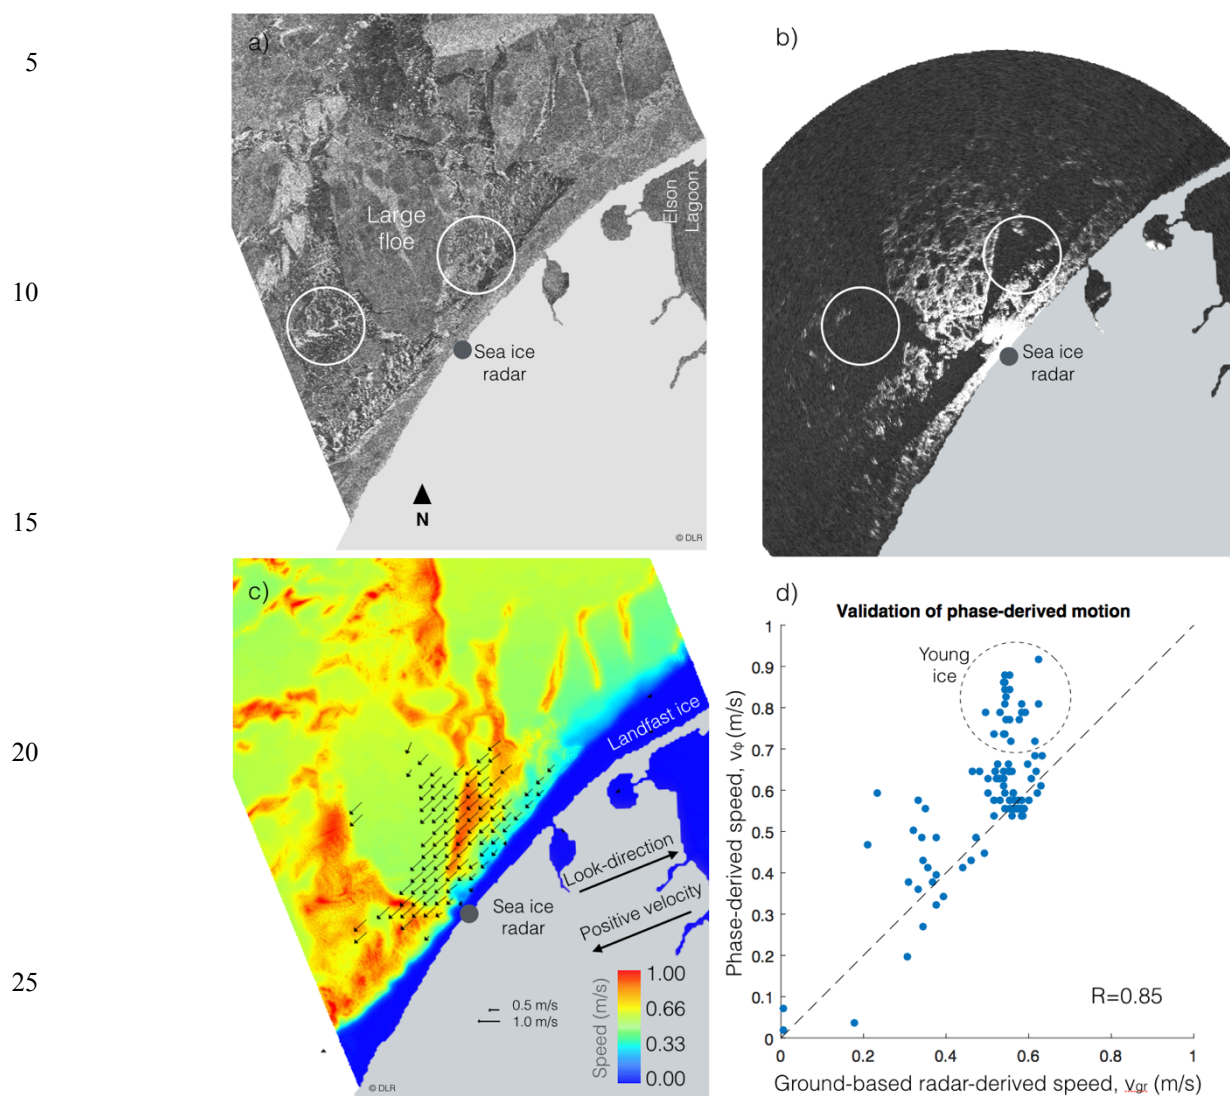 5
10
15
20
25
a)
Large
floe
Elson
Lagoon
Sea ice
radar
N
© DLR
b)
Sea ice
radar
c)
Landfast ice
Look-direction
Positive velocity
Sea ice
radar
0.5 m/s
1.0 m/s
Speed (m/s)
1.00
0.66
0.33
0.00
© DLR
d)
Validation of phase-derived motion
Phase-derived speed, vϕ (m/s)
1
0.9
0.8
0.7
0.6
0.5
0.4
0.3
0.2
0.1
0
Young
ice
R=0.85
0 0.2 0.4 0.6 0.8 1
Ground-based radar-derived speed, vgr (m/s)